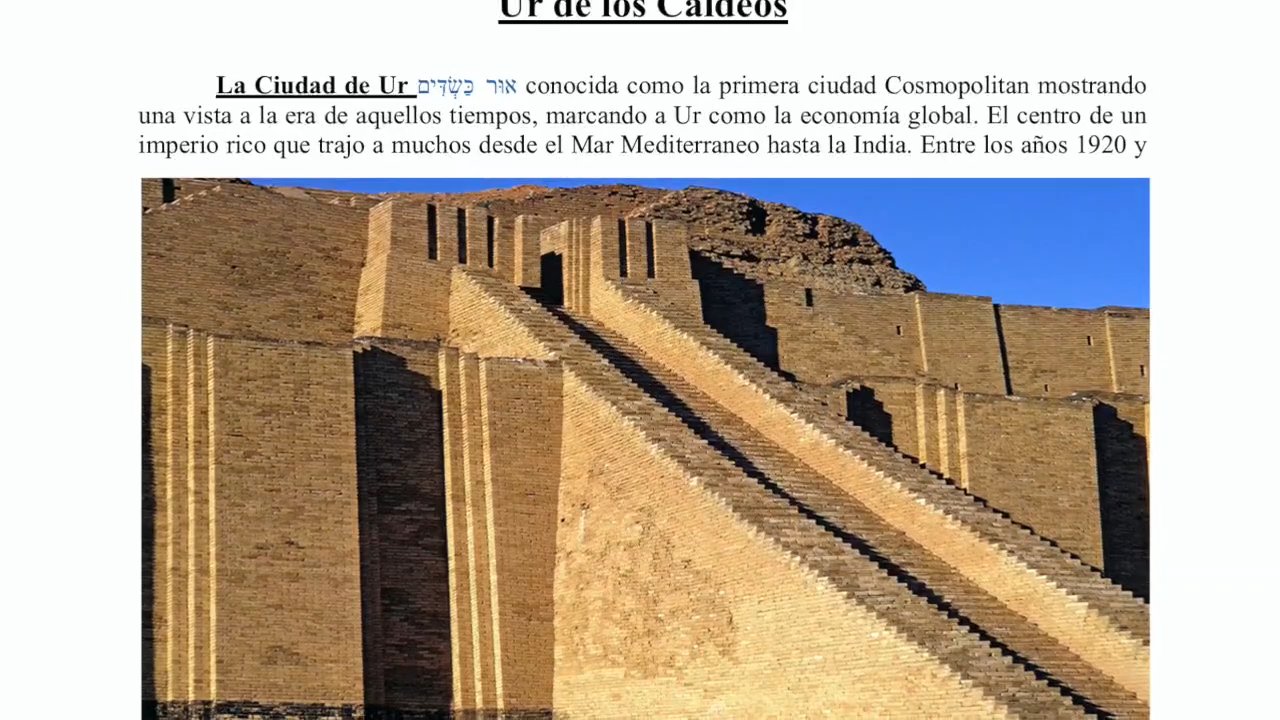 Ur de los Caldeos
La Ciudad de Ur אוּר כַּשְׂדִּים conocida como la primera ciudad Cosmopolitan mostrando
una vista a la era de aquellos tiempos, marcando a Ur como la economía global. El centro de un
imperio rico que trajo a muchos desde el Mar Mediterraneo hasta la India. Entre los años 1920 y